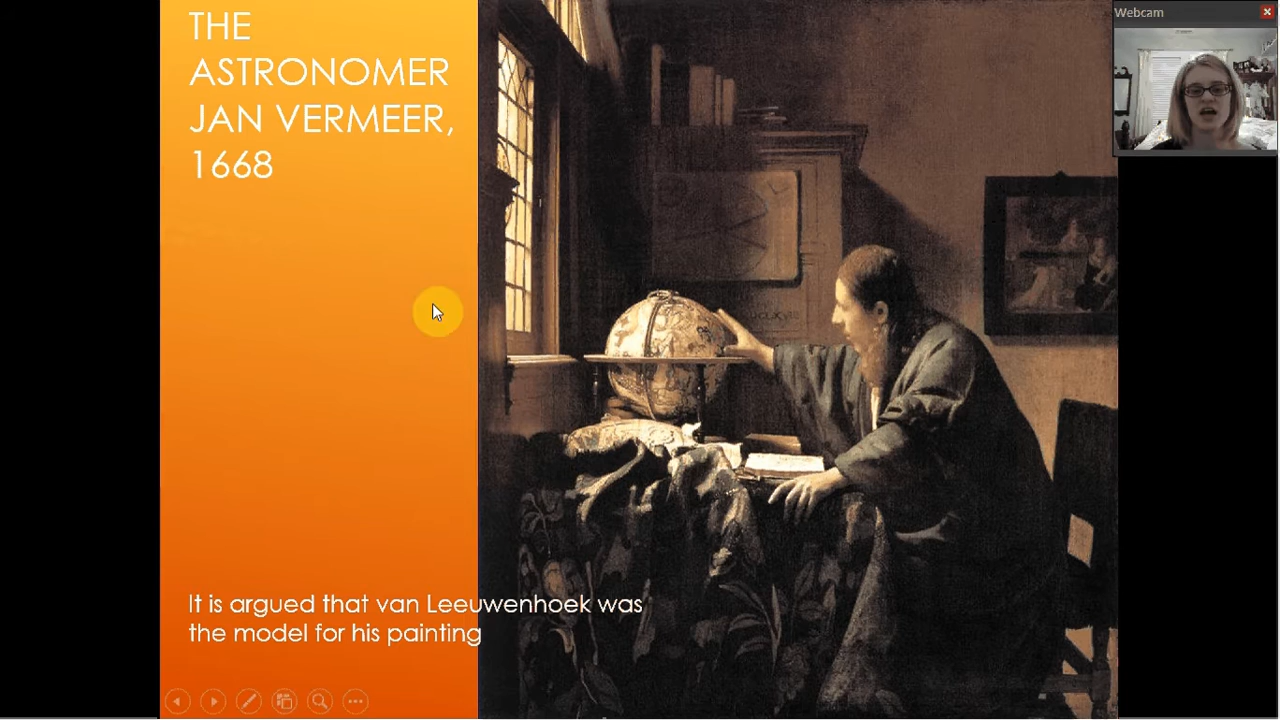 THE
ASTRONOMER
JAN VERMEER,
1668
It is argued that van Leeuwenhoek was
the model for his painting
Webcam